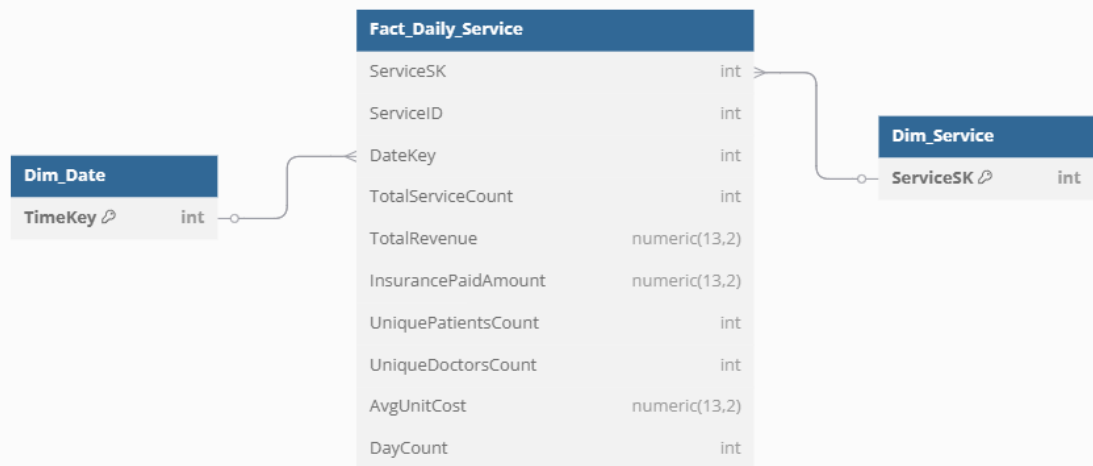 Fact_Daily_Service
ServiceSK int
ServiceID int
DateKey int
TotalServiceCount int
TotalRevenue numeric(13,2)
InsurancePaidAmount numeric(13,2)
UniquePatientsCount int
UniqueDoctorsCount int
AvgUnitCost numeric(13,2)
DayCount int
Dim_Date
TimeKey int
Dim_Service
ServiceSK int